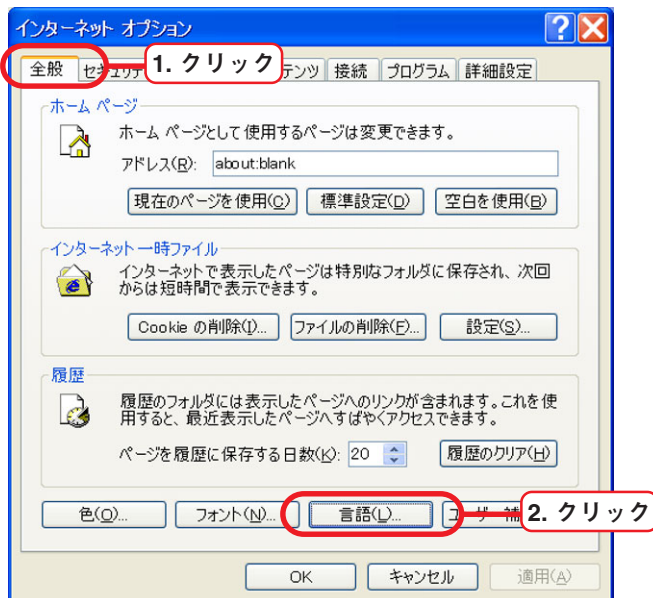 インターネット オプション
全般 セキュリテ 1. クリック テンツ 接続 プログラム 詳細設定
ホーム ページ
ホーム ページとして使用するページは変更できます。
アドレス(R): about:blank
現在のページを使用(C) 標準設定(D) 空白を使用(B)
インターネット一時ファイル
インターネットで表示したページは特別なフォルダに保存され、次回
からは短時間で表示できます。
Cookie の削除(I)... ファイルの削除(F)... 設定(S)...
履歴
履歴のフォルダには表示したページへのリンクが含まれます。これを使
用すると、最近表示したページへすばやくアクセスできます。
ページを履歴に保存する日数(K): 20 履歴のクリア(H)
色(O)... フォント(N)... 言語(L)... ユーザー 補 2. クリック
OK キャンセル 適用(A)